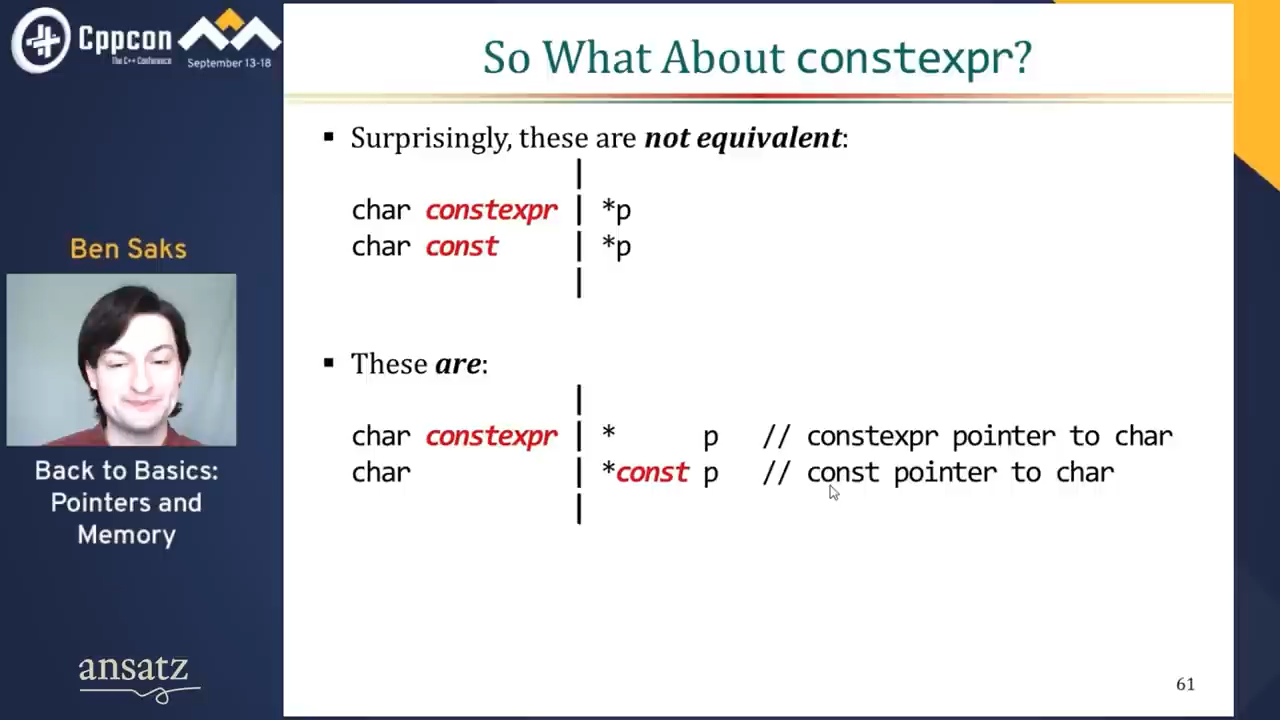 Cppcon
The C++ Conference
September 13-18
So What About constexpr?
▪ Surprisingly, these are not equivalent:
|
char constexpr | *p
char const | *p
|
Ben Saks
▪ These are:
|
char constexpr | * p // constexpr pointer to char
char | *const p // const pointer to char
|
Back to Basics:
Pointers and
Memory
ansatz
61